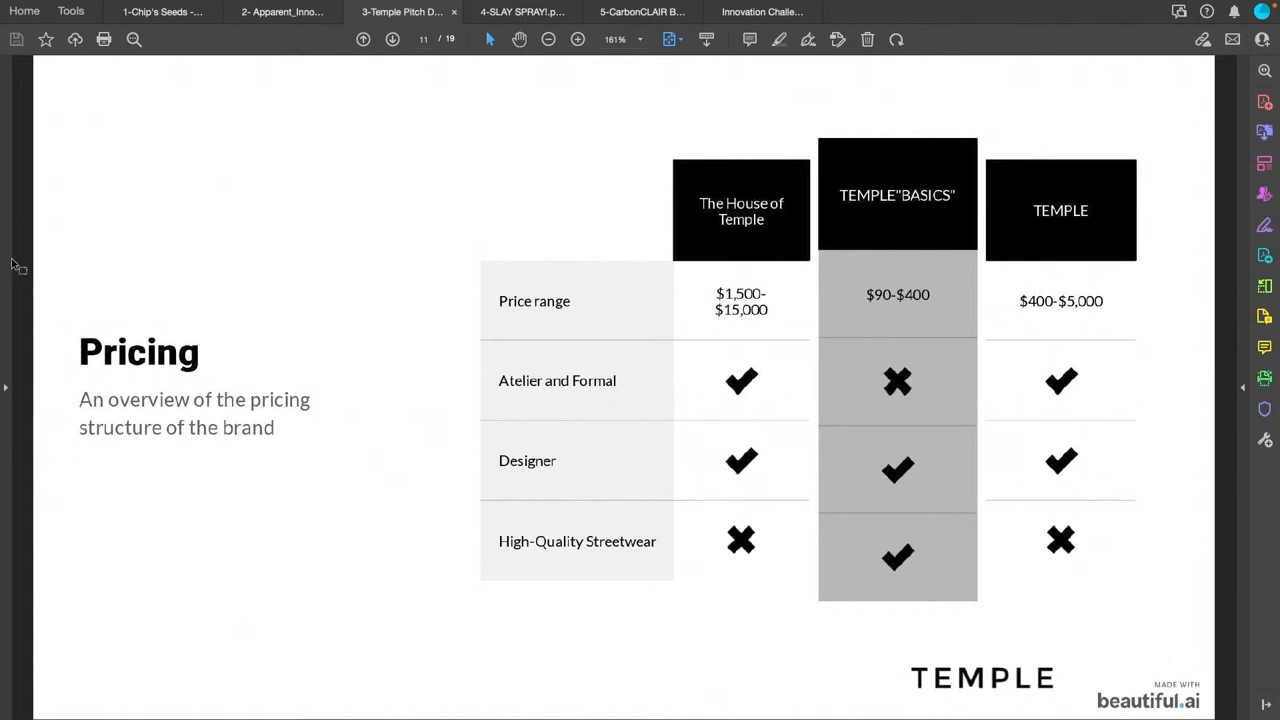 Home
Tools
1-Chip's Seeds -...
2- Apparent_Inno...
3-Temple Pitch D...
4-SLAY SPRAY!.p...
5-CarbonCLAIR B...
Innovation Challe...
11 / 19
161%
The House of
Temple
TEMPLE"BASICS"
TEMPLE
Price range
$1,500-
$15,000
$90-$400
$400-$5,000
Pricing
An overview of the pricing
structure of the brand
Atelier and Formal
Designer
High-Quality Streetwear
TEMPLE
MADE WITH
beautiful.ai